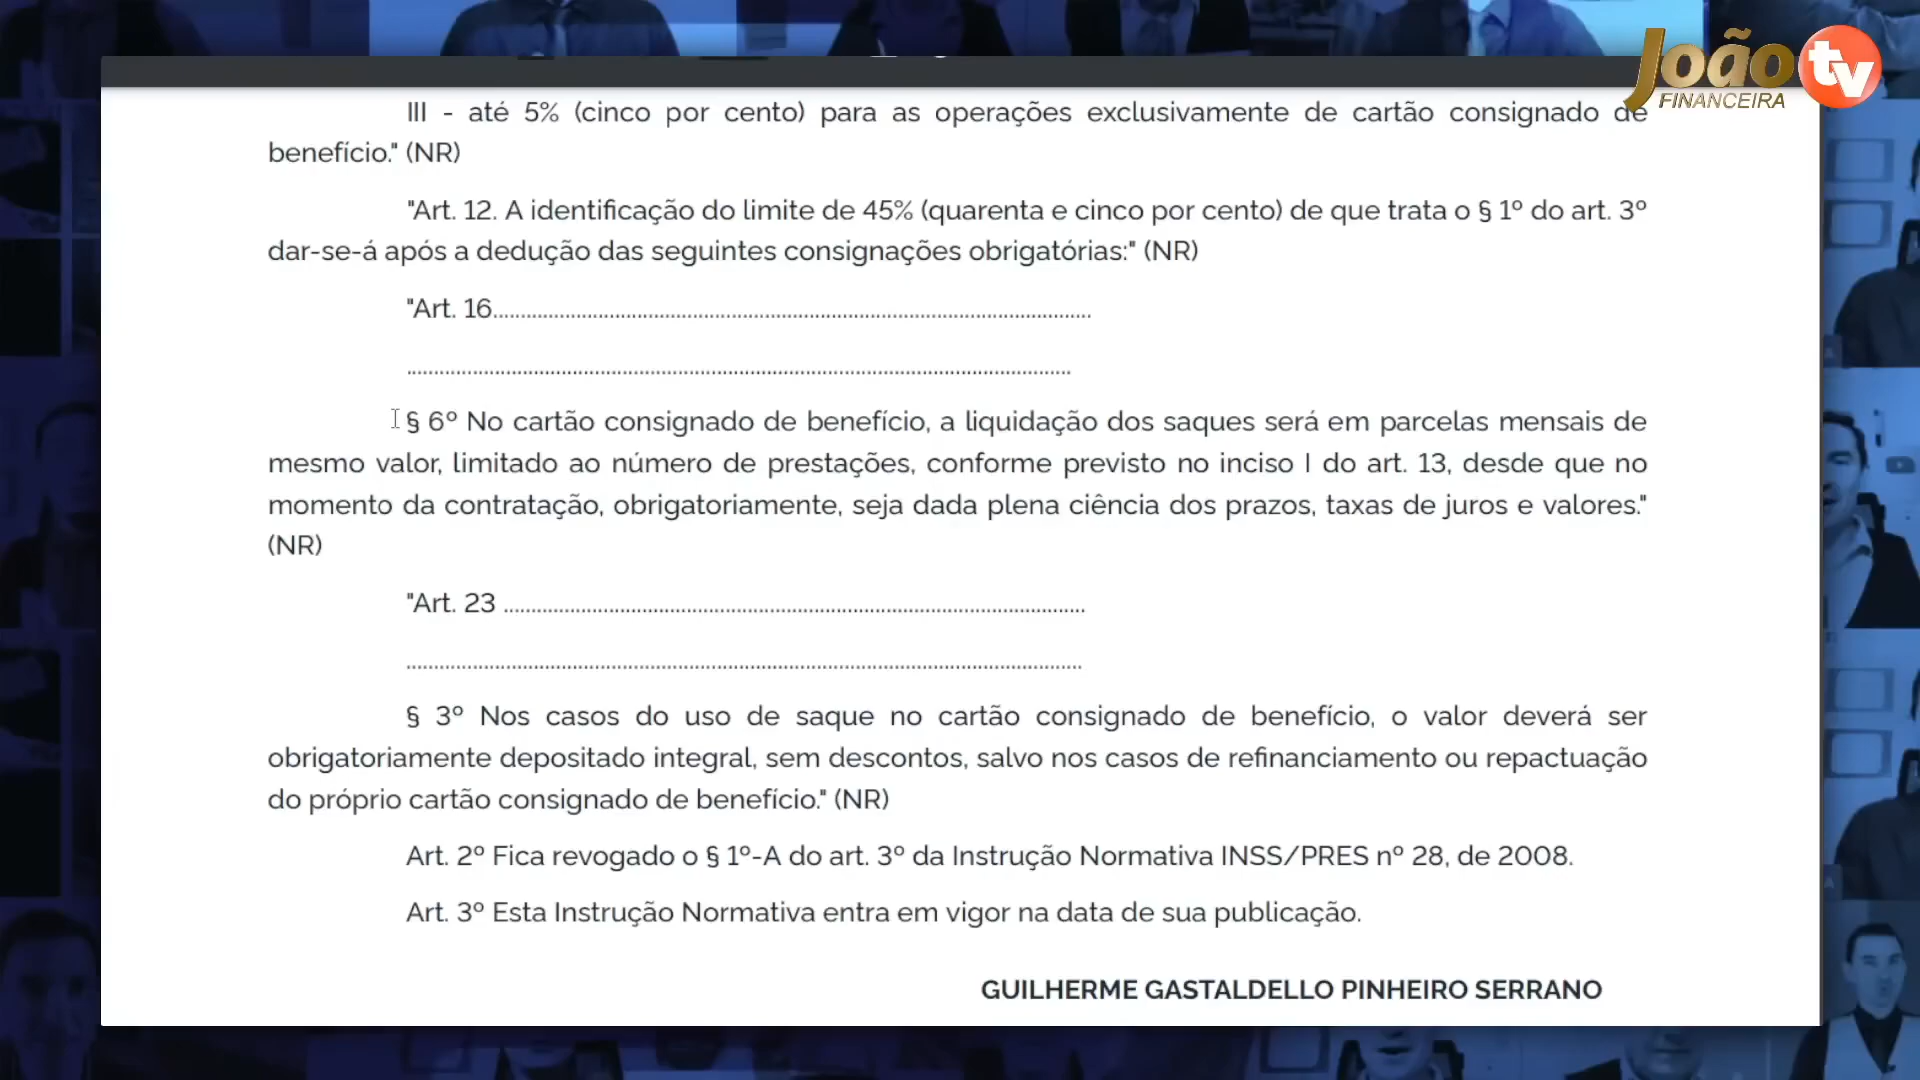 João
FINANCEIRA
tv
III - até 5% (cinco por cento) para as operações exclusivamente de cartão consignado de
benefício." (NR)
"Art. 12. A identificação do limite de 45% (quarenta e cinco por cento) de que trata o § 1º do art. 3º
dar-se-á após a dedução das seguintes consignações obrigatórias:" (NR)
"Art. 16..............................................................................................................
..........................................................................................................................
§ 6º No cartão consignado de benefício, a liquidação dos saques será em parcelas mensais de
mesmo valor, limitado ao número de prestações, conforme previsto no inciso I do art. 13, desde que no
momento da contratação, obrigatoriamente, seja dada plena ciência dos prazos, taxas de juros e valores."
(NR)
"Art. 23 ..........................................................................................................
............................................................................................................................
§ 3º Nos casos do uso de saque no cartão consignado de benefício, o valor deverá ser
obrigatoriamente depositado integral, sem descontos, salvo nos casos de refinanciamento ou repactuação
do próprio cartão consignado de benefício." (NR)
Art. 2º Fica revogado o § 1º-A do art. 3º da Instrução Normativa INSS/PRES nº 28, de 2008.
Art. 3º Esta Instrução Normativa entra em vigor na data de sua publicação.
GUILHERME GASTALDELLO PINHEIRO SERRANO